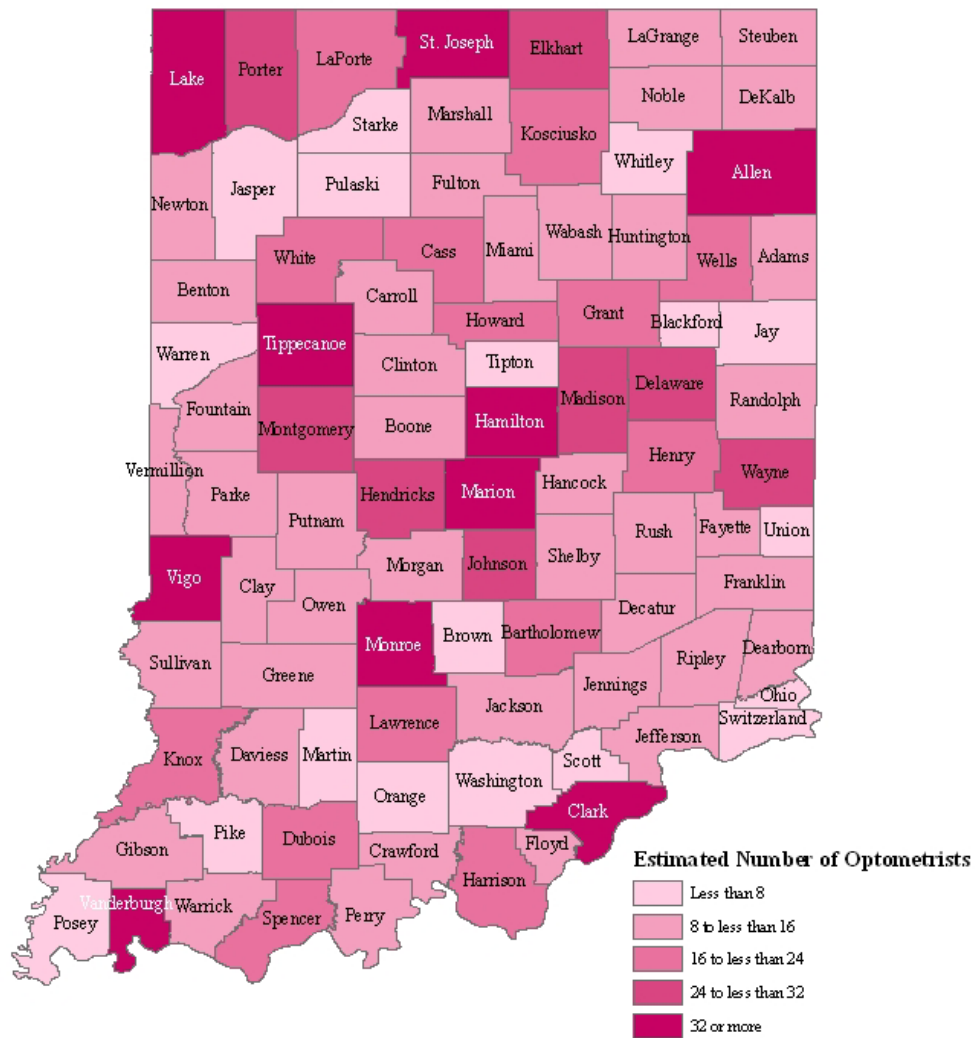 St. Joseph
Elkhart
LaGrange
Steuben
LaPorte
Porter
Lake
Noble
DeKalb
Marshall
Starke
Kosciusko
Whitley
Allen
Jasper
Pulaski
Fulton
Newton
Miami
Wabash
Huntington
White
Cass
Wells
Adams
Benton
Carroll
Howard
Grant
Blackford
Jay
Tippecanoe
Warren
Clinton
Tipton
Delaware
Madison
Randolph
Fountain
Montgomery
Boone
Hamilton
Henry
Wayne
Vermillion
Parke
Hendricks
Marion
Hancock
Putnam
Rush
Fayette
Union
Shelby
Morgan
Johnson
Vigo
Clay
Franklin
Owen
Decatur
Monroe
Brown
Bartholomew
Sullivan
Greene
Ripley
Dearborn
Jennings
Ohio
Jackson
Lawrence
Switzerland
Jefferson
Knox
Daviess
Martin
Scott
Washington
Orange
Clark
Pike
Dubois
Gibson
Crawford
Floyd
Harrison
Vanderburgh
Warrick
Spencer
Perry
Posey
Estimated Number of Optometrists
Less than 8
8 to less than 16
16 to less than 24
24 to less than 32
32 or more